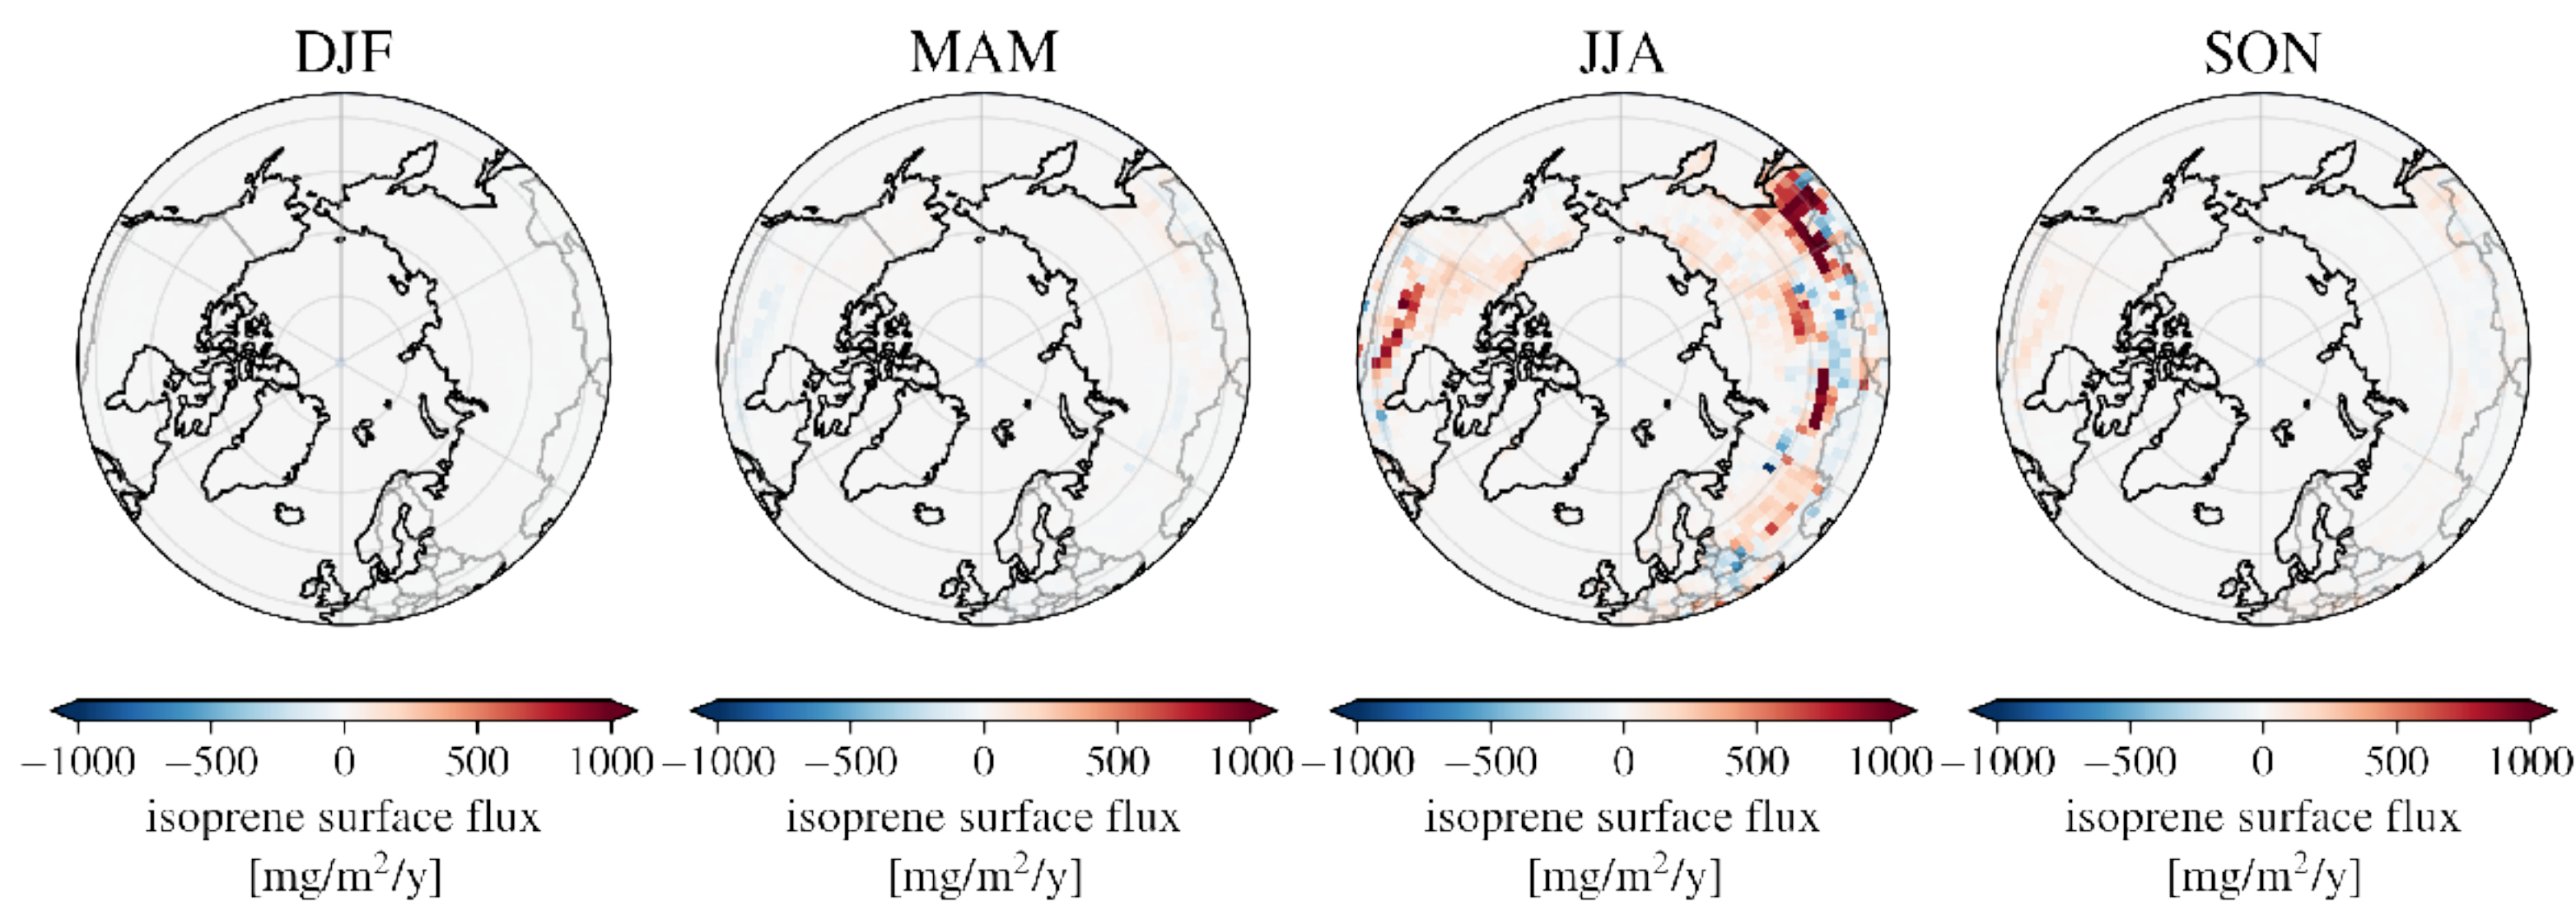 DJF MAM JJA SON
−1000 −500 0 500 1000 −1000 −500 0 500 1000 −1000 −500 0 500 1000 −1000 −500 0 500 1000
isoprene surface flux isoprene surface flux isoprene surface flux isoprene surface flux
[mg/m²/y] [mg/m²/y] [mg/m²/y] [mg/m²/y]